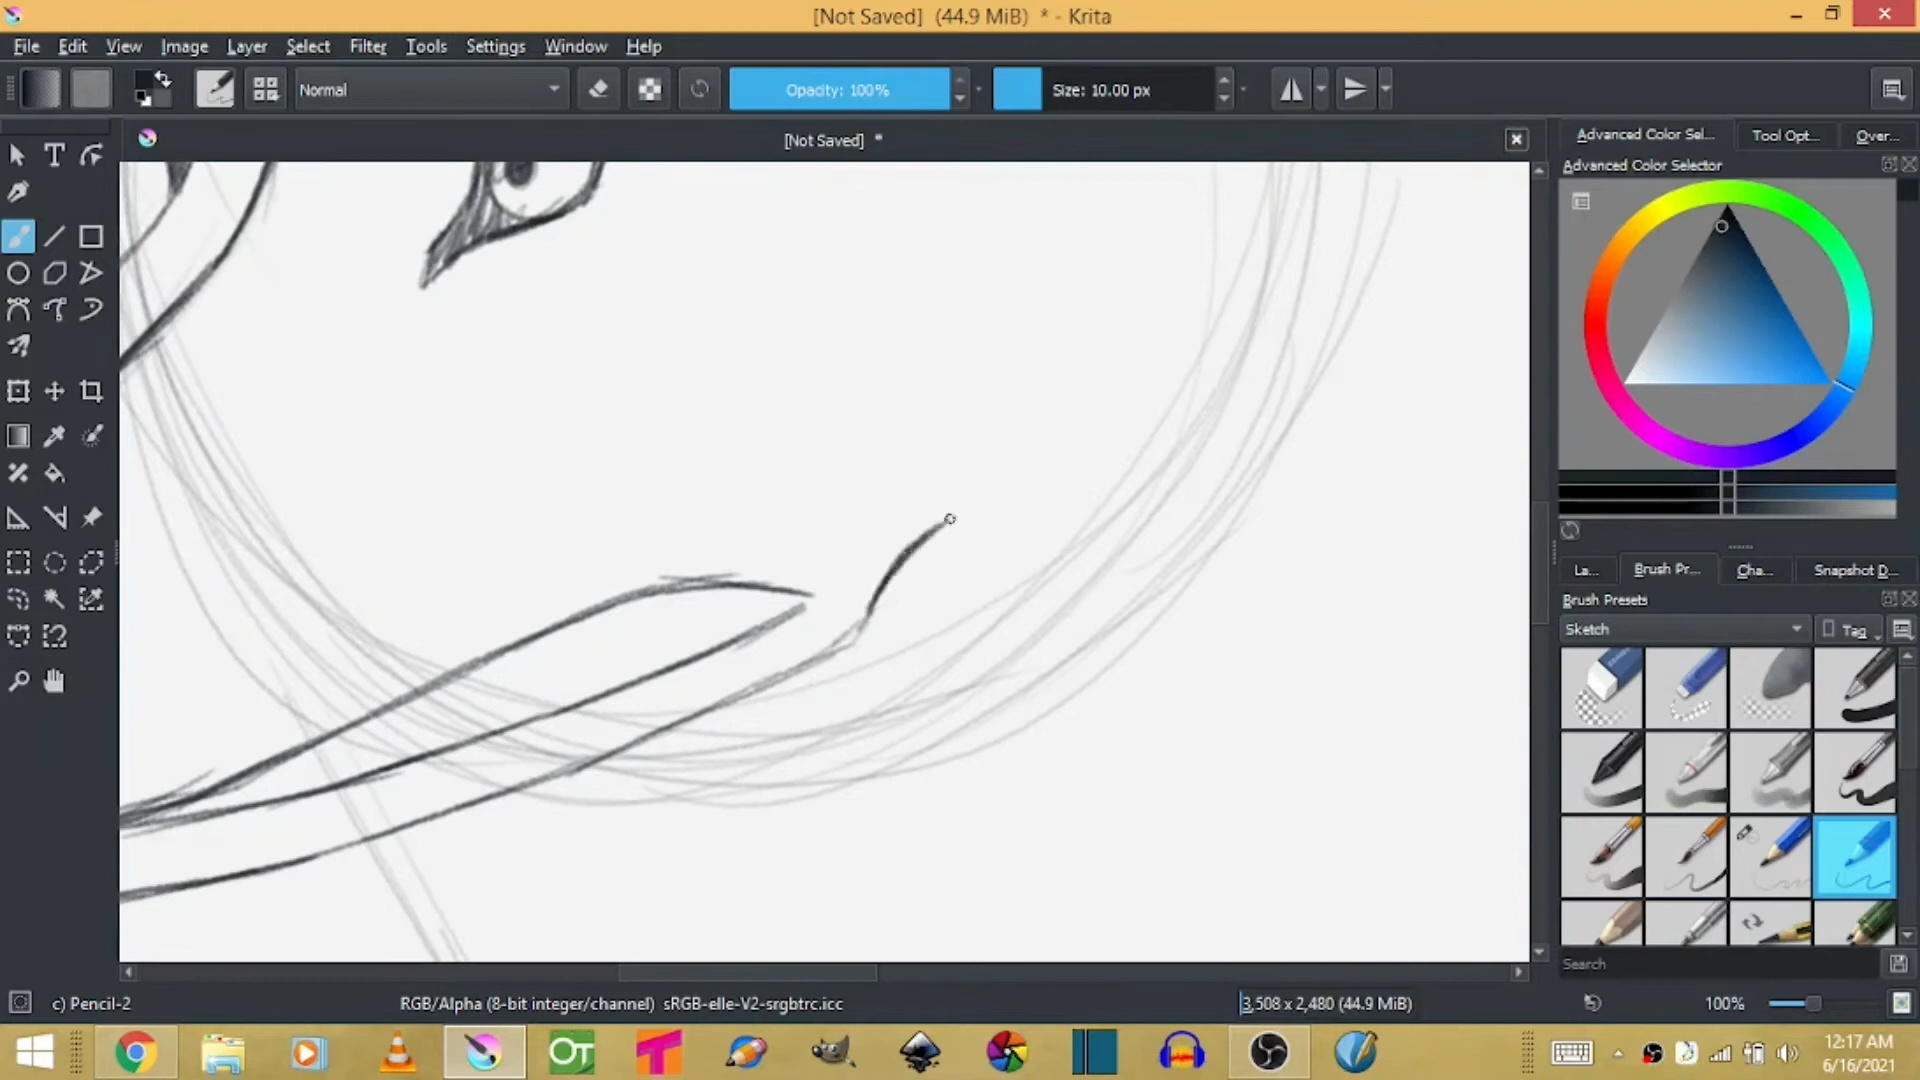 [Not Saved]  (44.9 MiB)  * - Krita
File Edit View Image Layer Select Filter Tools Settings Window Help
Normal
Opacity: 100%
Size: 10.00 px
[Not Saved]  *
Advanced Color Sel... Tool Opt... Over...
Advanced Color Selector
La... Brush Pr... Cha... Snapshot D...
Brush Presets
Sketch
Tag
Search
c) Pencil-2
RGB/Alpha (8-bit integer/channel)  sRGB-elle-V2-srgbtrc.icc
3,508 x 2,480 (44.9 MiB)
100%
OT
12:17 AM
6/16/2021